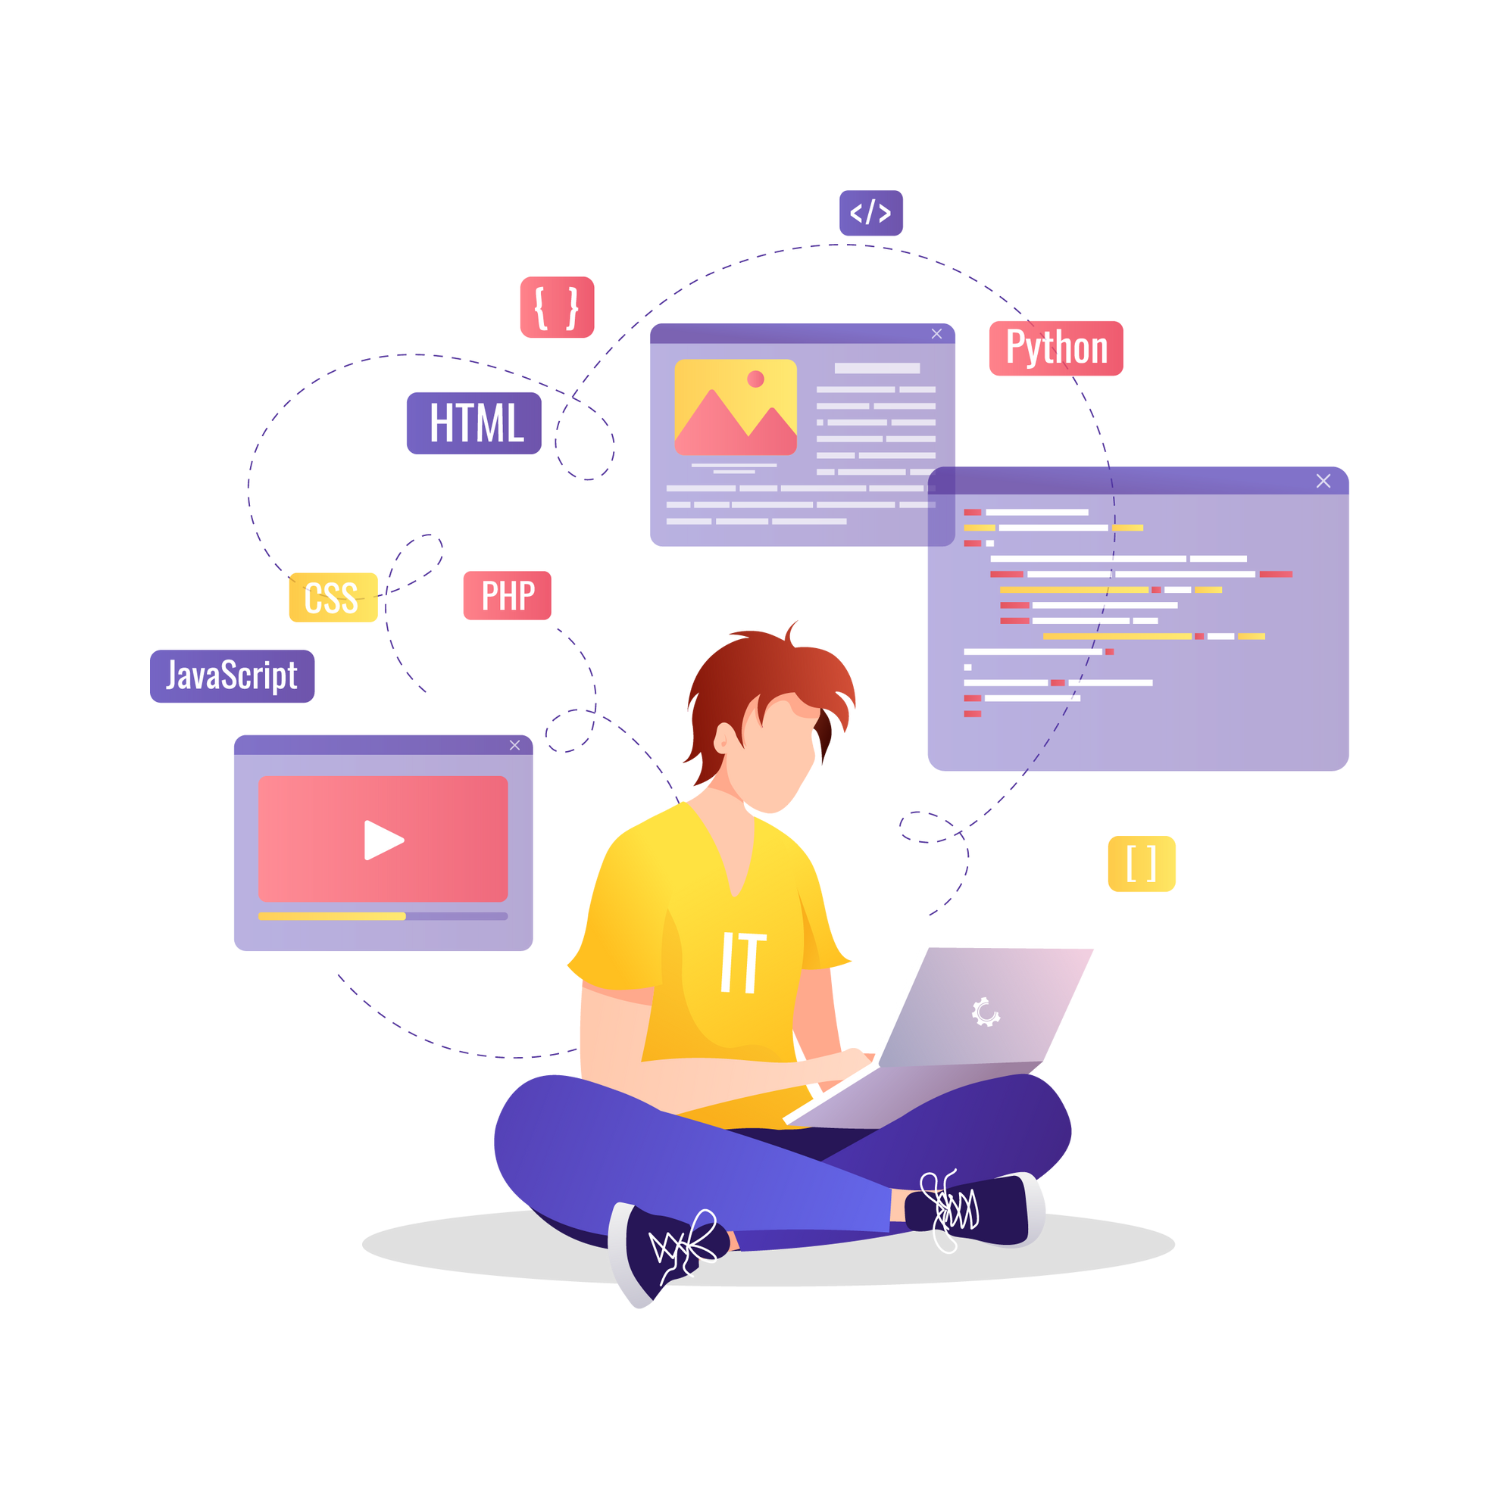 </>
{ }
Python
HTML
CSS
PHP
JavaScript
[ ]
IT